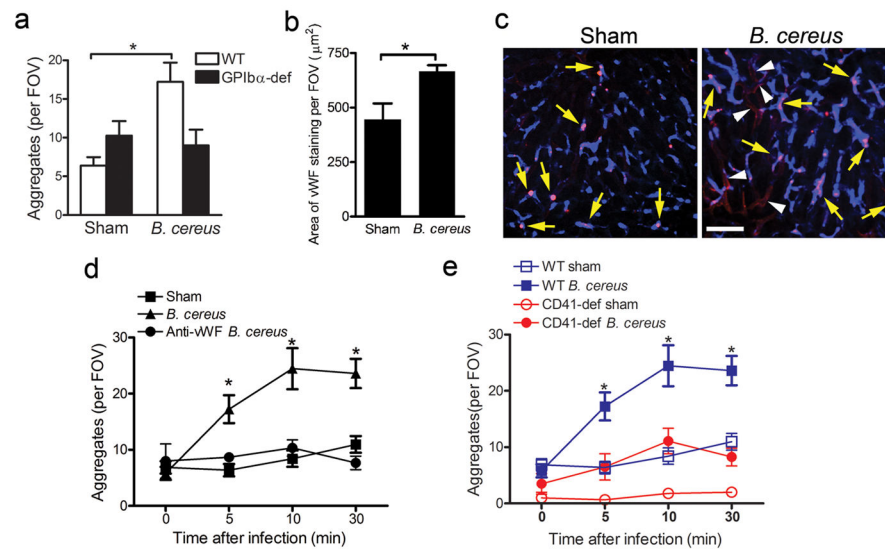 a
Aggregates (per FOV)
20
15
10
5
0
*
WT
GPIbα-def
Sham
B. cereus
b
Area of vWF staining per FOV (μm²)
750
500
250
0
*
Sham
B. cereus
c
Sham
B. cereus
d
Sham
B. cereus
Anti-vWF B. cereus
Aggregates (per FOV)
30
20
10
0
*
*
*
0 5 10 30
Time after infection (min)
e
WT sham
WT B. cereus
CD41-def sham
CD41-def B. cereus
Aggregates(per FOV)
30
20
10
0
*
*
*
0 5 10 30
Time after infection (min)